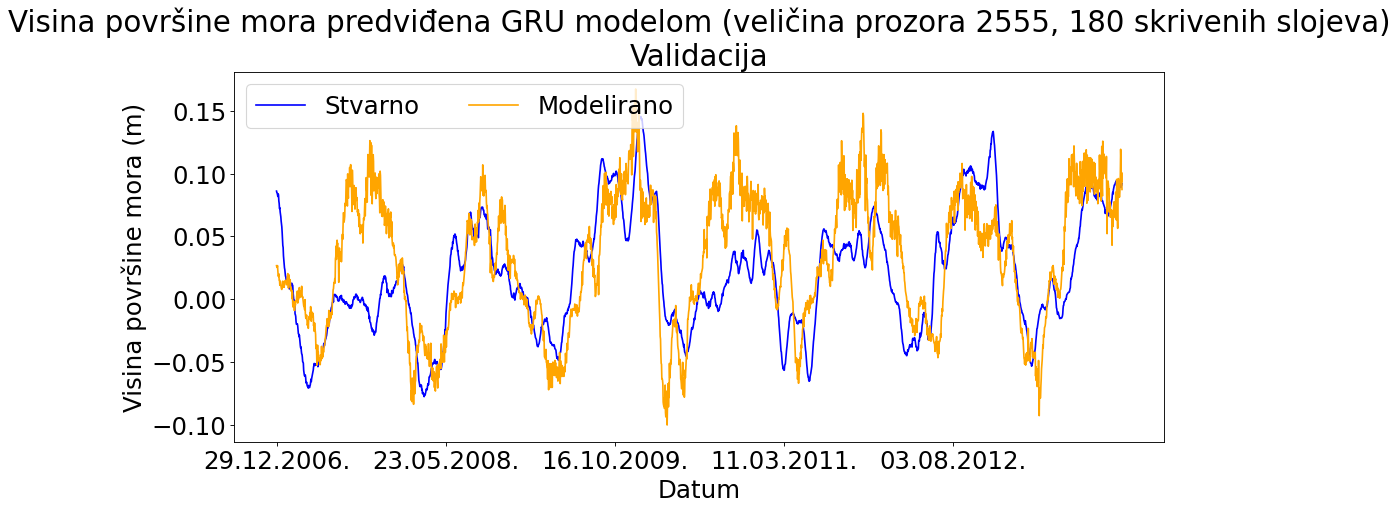 Visina površine mora predviđena GRU modelom (veličina prozora 2555, 180 skrivenih slojeva)
Validacija
Stvarno
Modelirano
Visina površine mora (m)
0.15
0.10
0.05
0.00
−0.05
−0.10
29.12.2006.
23.05.2008.
16.10.2009.
11.03.2011.
03.08.2012.
Datum